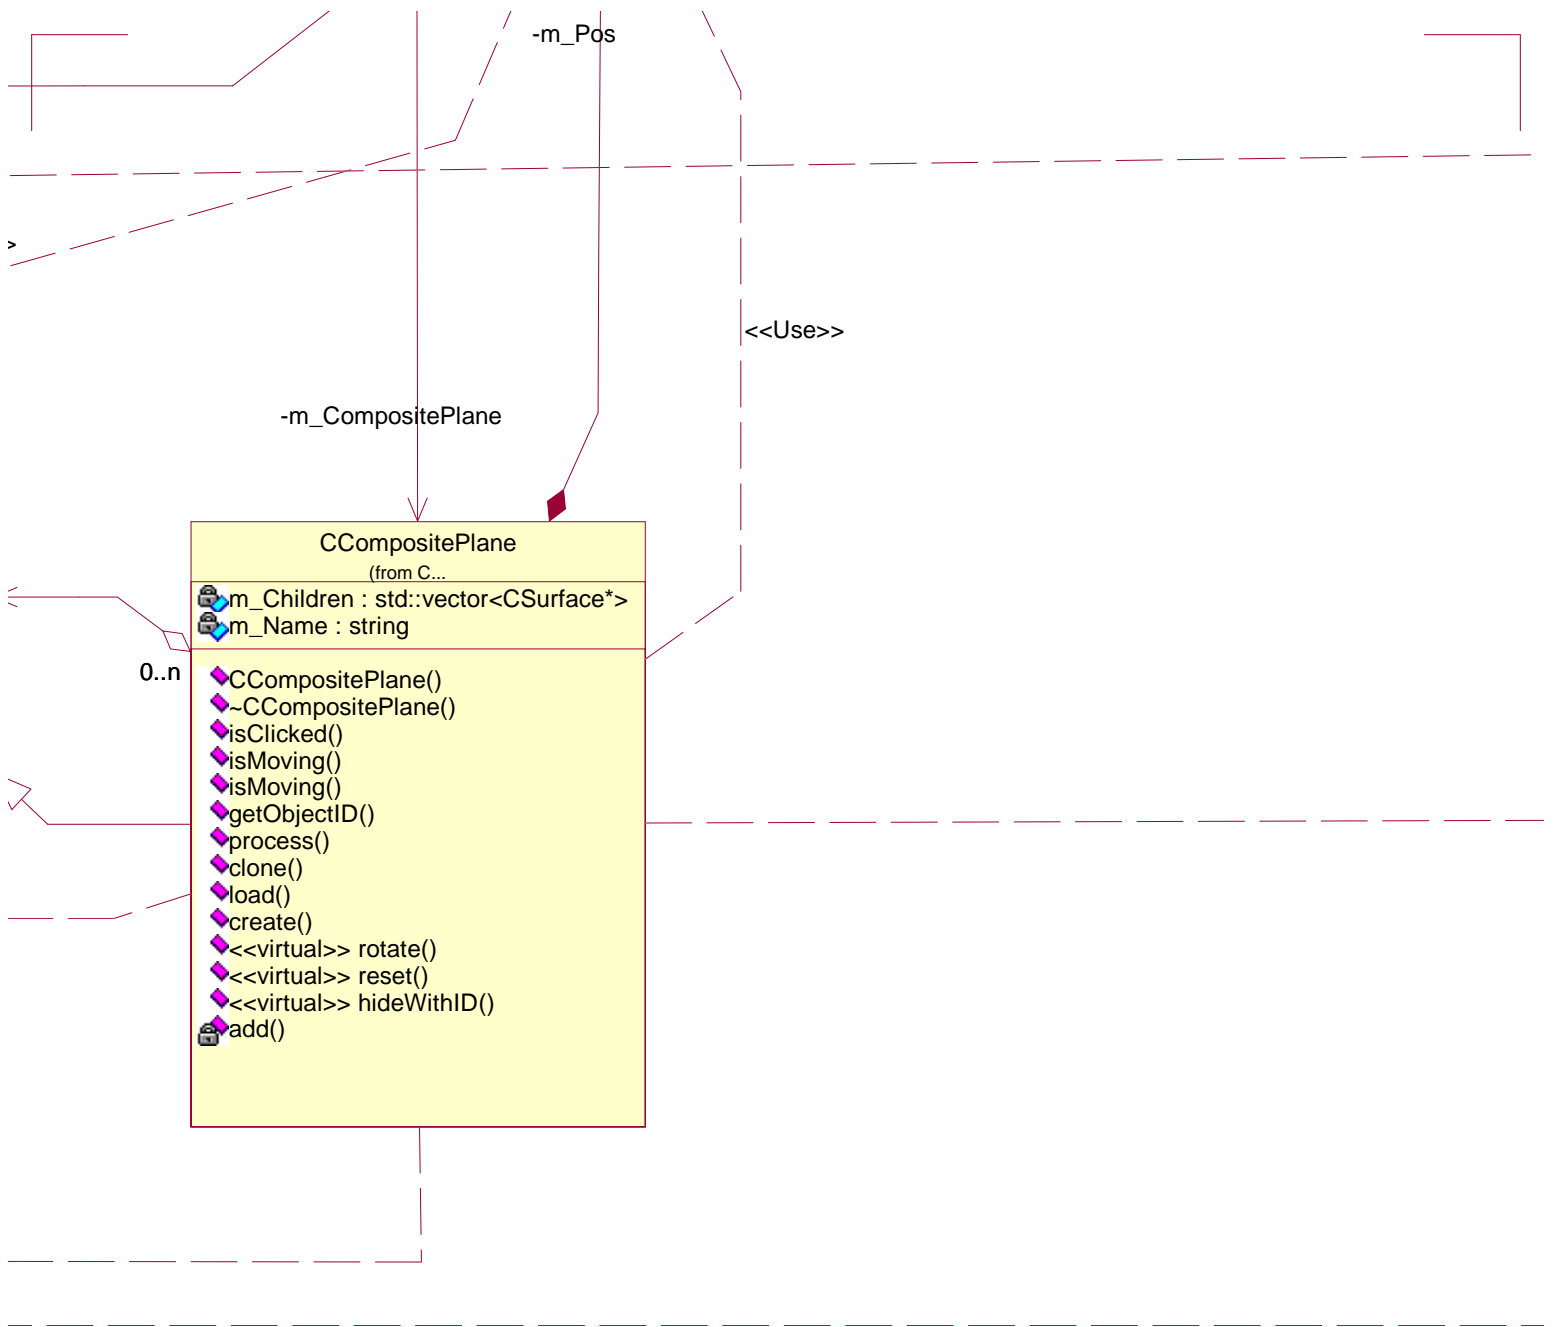 -m_Pos
>
<<Use>>
-m_CompositePlane
CCompositePlane
(from C...
m_Children : std::vector<CSurface*>
m_Name : string
0..n
CCompositePlane()
~CCompositePlane()
isClicked()
isMoving()
isMoving()
getObjectID()
process()
clone()
load()
create()
<<virtual>> rotate()
<<virtual>> reset()
<<virtual>> hideWithID()
add()